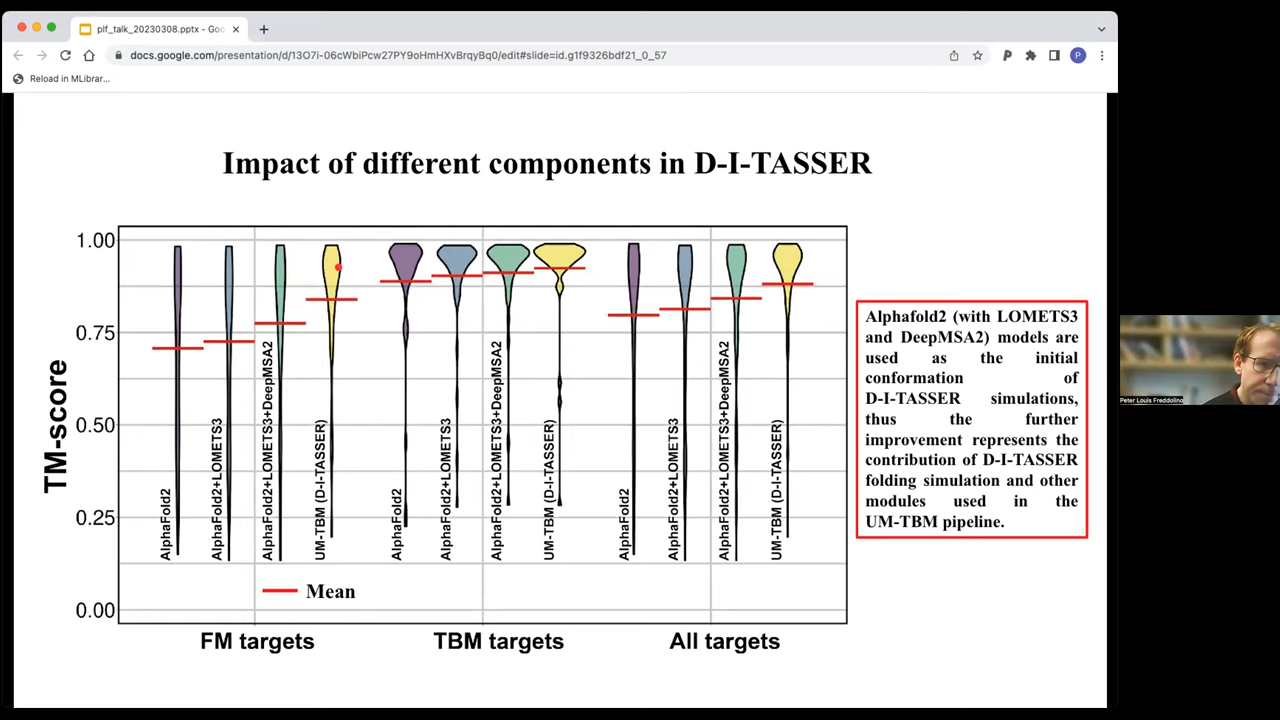 plf_talk_20230308.pptx - Goo
docs.google.com/presentation/d/13O7i-06cWbiPcw27PY9oHmHXvBrqyBq0/edit#slide=id.g1f9326bdf21_0_57
P
Reload in MLibrar...
Impact of different components in D-I-TASSER
TM-score
1.00
0.75
0.50
0.25
0.00
AlphaFold2
AlphaFold2+LOMETS3
AlphaFold2+LOMETS3+DeepMSA2
UM-TBM (D-I-TASSER)
AlphaFold2
AlphaFold2+LOMETS3
AlphaFold2+LOMETS3+DeepMSA2
UM-TBM (D-I-TASSER)
AlphaFold2
AlphaFold2+LOMETS3
AlphaFold2+LOMETS3+DeepMSA2
UM-TBM (D-I-TASSER)
Mean
FM targets
TBM targets
All targets
Alphafold2 (with LOMETS3
and DeepMSA2) models are
used as the initial
conformation of
D-I-TASSER simulations,
thus the further
improvement represents the
contribution of D-I-TASSER
folding simulation and other
modules used in the
UM-TBM pipeline.
Peter Louis Freddolino